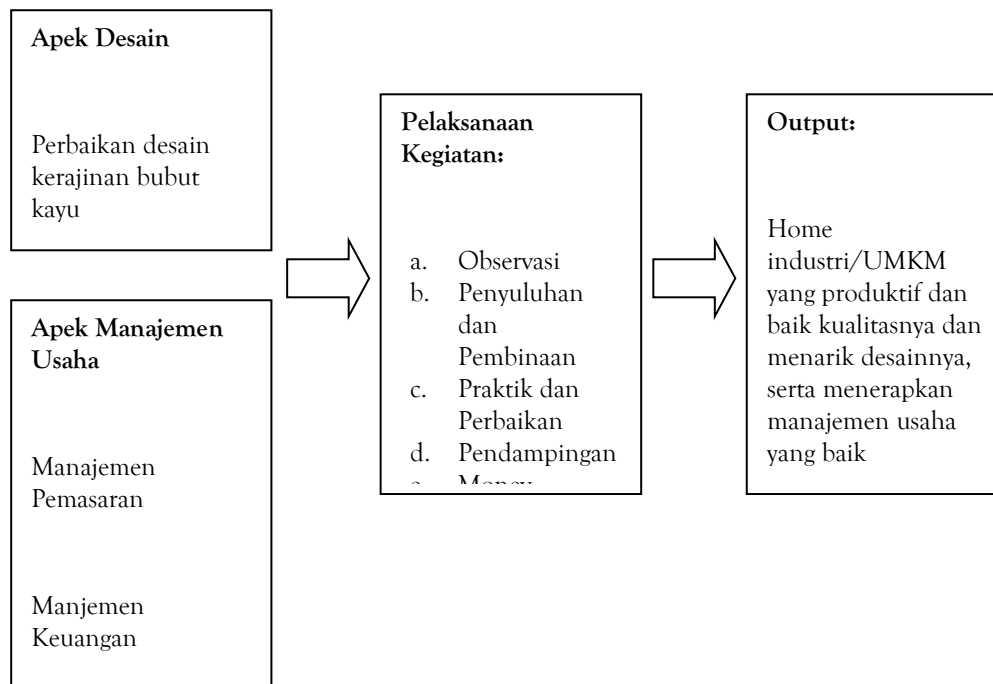 Apek Desain
Perbaikan desain
kerajinan bubut
kayu
Apek Manajemen
Usaha
Manajemen
Pemasaran
Manjemen
Keuangan
Pelaksanaan
Kegiatan:
a. Observasi
b. Penyuluhan
dan
Pembinaan
c. Praktik dan
Perbaikan
d. Pendampingan
Output:
Home
industri/UMKM
yang produktif dan
baik kualitasnya dan
menarik desainnya,
serta menerapkan
manajemen usaha
yang baik